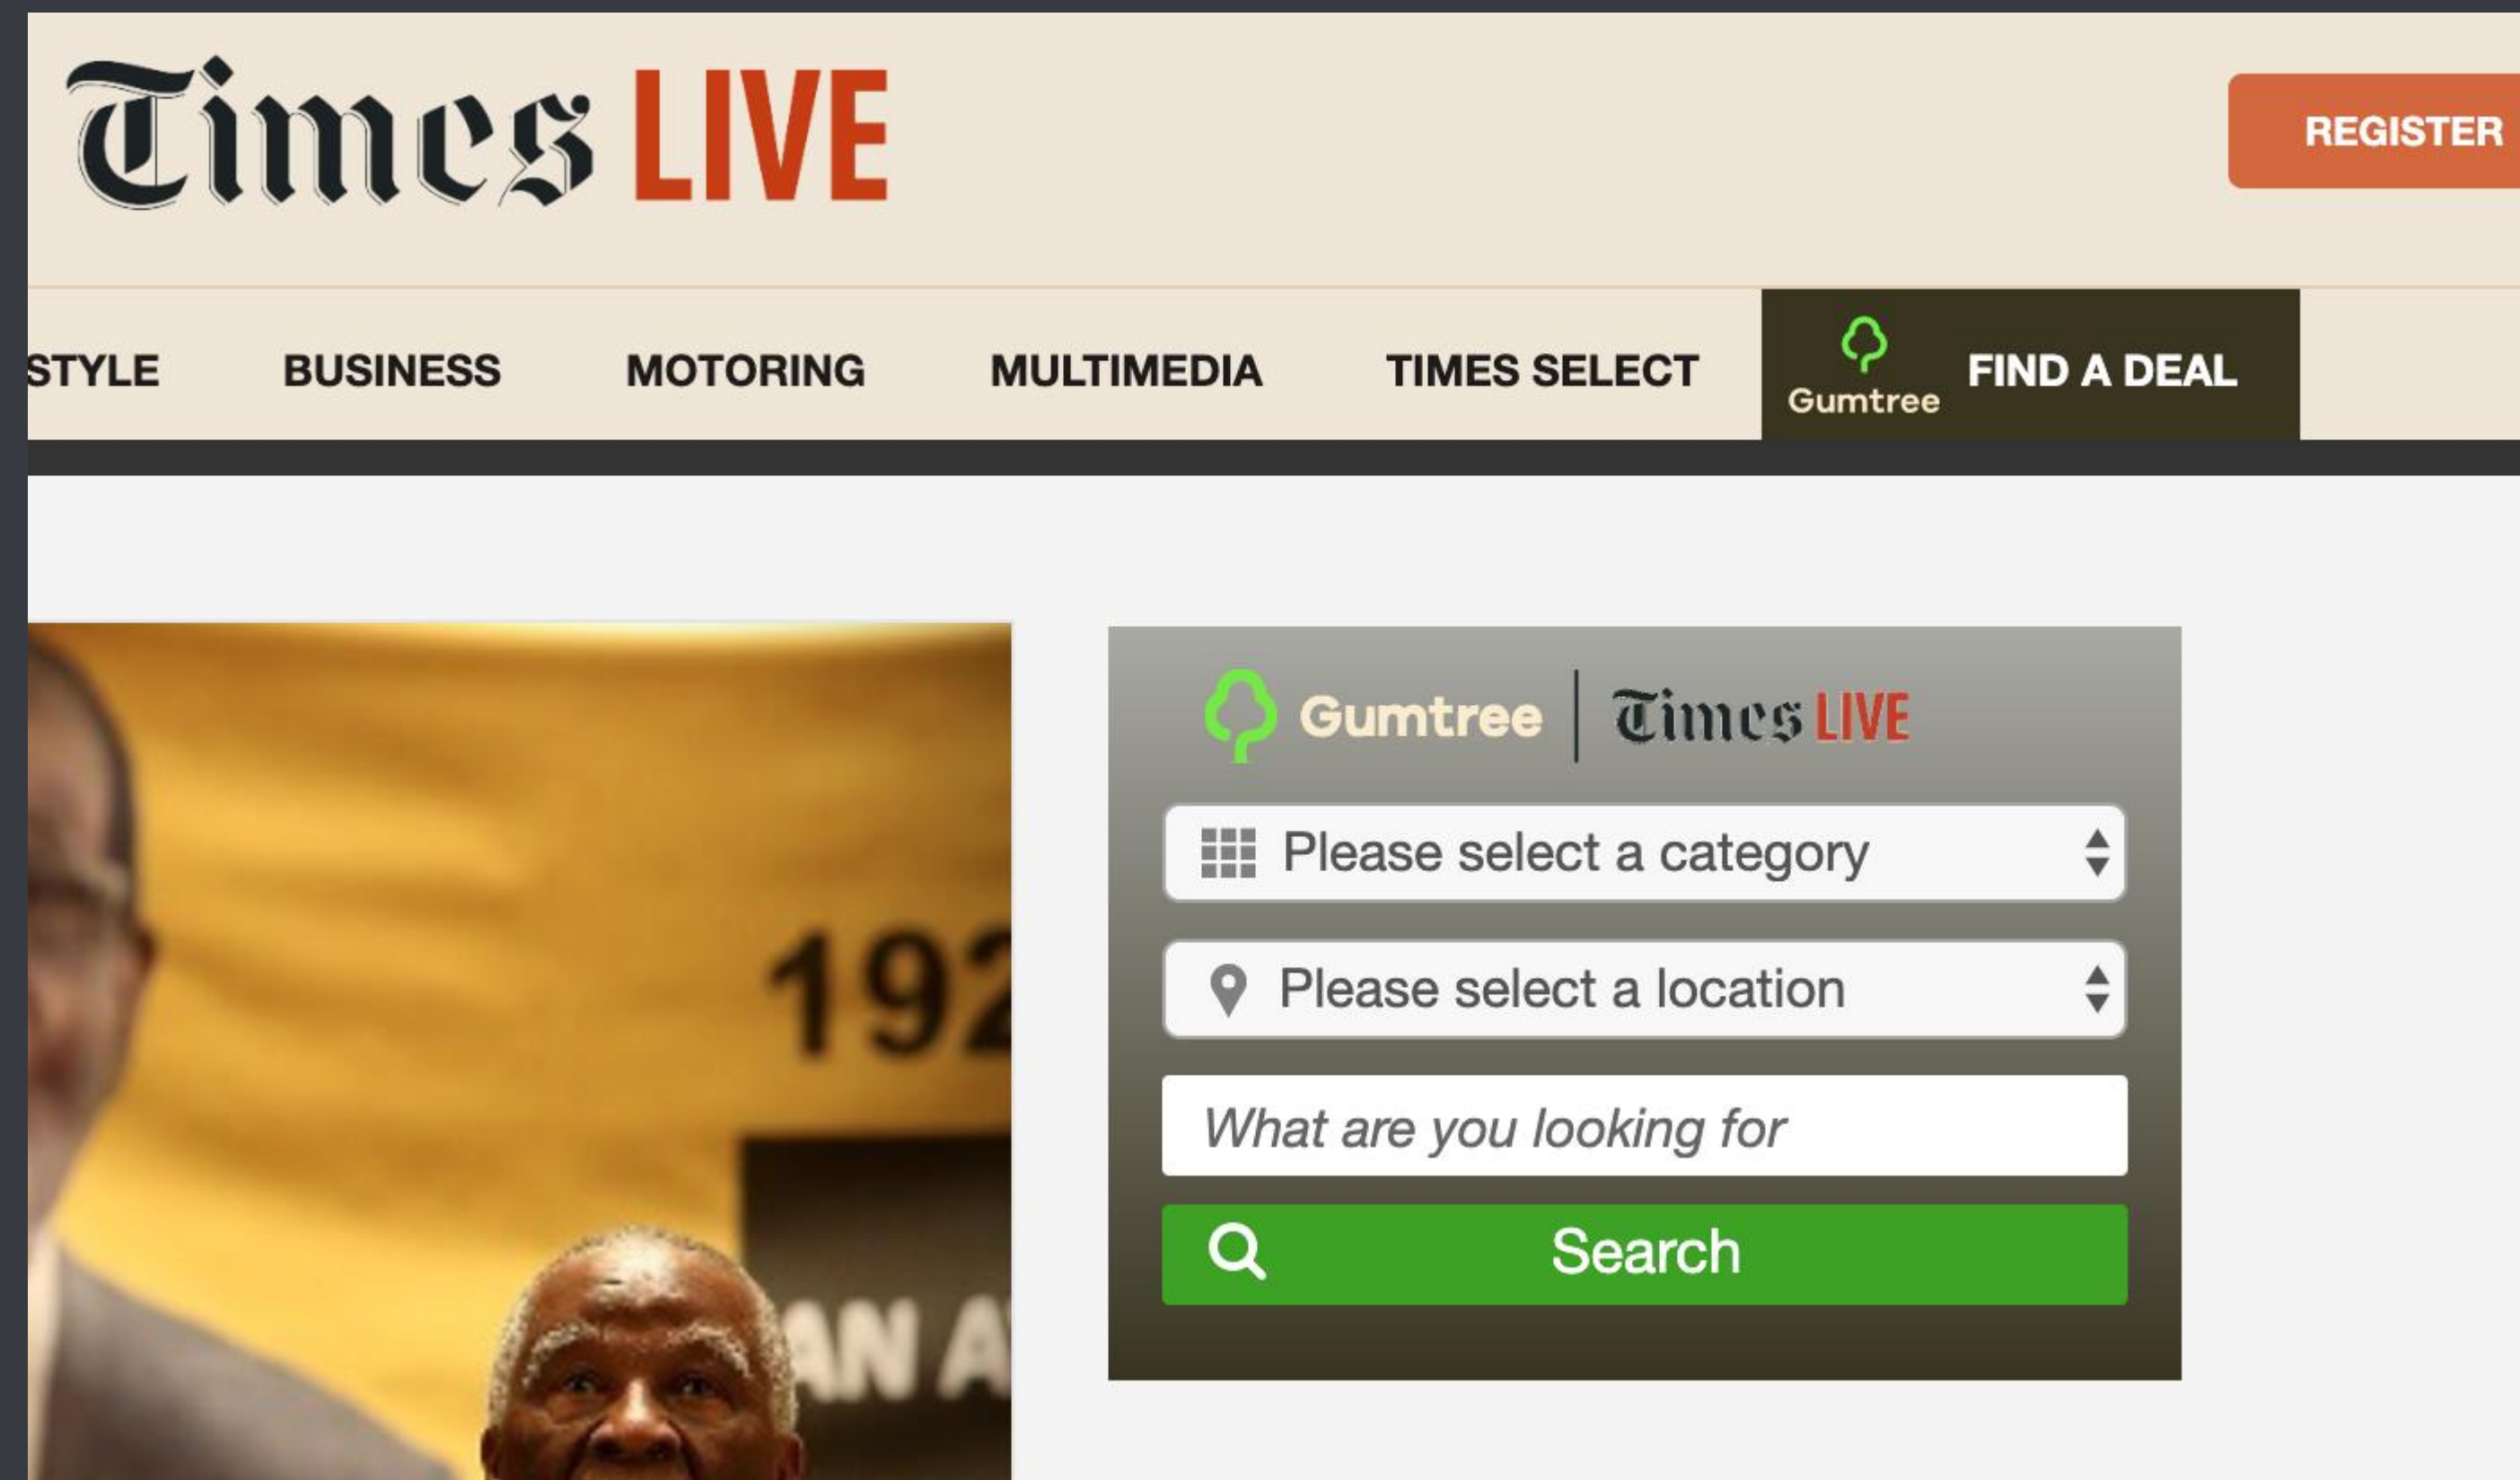 Times LIVE
REGISTER
STYLE BUSINESS MOTORING MULTIMEDIA TIMES SELECT Gumtree FIND A DEAL
192
AN A
Gumtree | Times LIVE
Please select a category
Please select a location
What are you looking for
Search